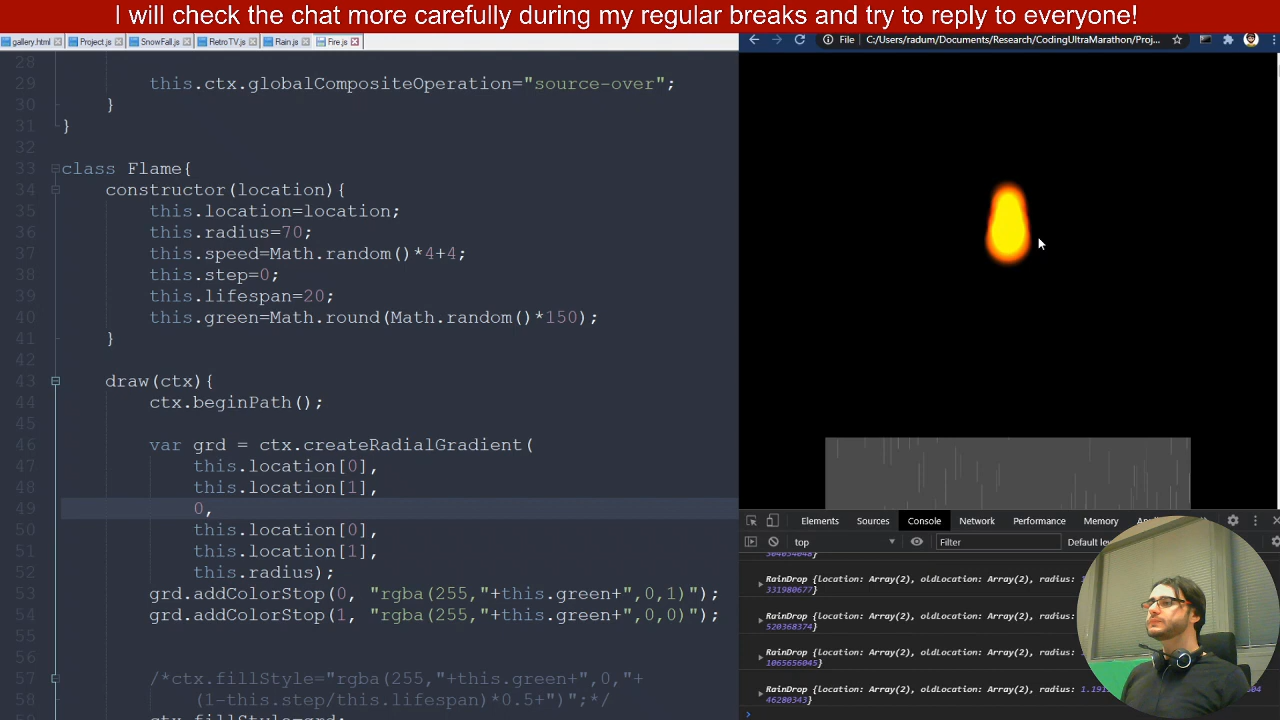 I will check the chat more carefully during my regular breaks and try to reply to everyone!
gallery.html Project.js SnowFall.js RetroTV.js Rain.js Fire.js
File C:/Users/radum/Documents/Research/CodingUltraMarathon/Proj...
28
29 this.ctx.globalCompositeOperation="source-over";
30 }
31 }
32
33 class Flame{
34 constructor(location){
35 this.location=location;
36 this.radius=70;
37 this.speed=Math.random()*4+4;
38 this.step=0;
39 this.lifespan=20;
40 this.green=Math.round(Math.random()*150);
41 }
42
43 draw(ctx){
44 ctx.beginPath();
45
46 var grd = ctx.createRadialGradient(
47 this.location[0],
48 this.location[1],
49 0,
50 this.location[0],
51 this.location[1],
52 this.radius);
53 grd.addColorStop(0, "rgba(255,"+this.green+",0,1)");
54 grd.addColorStop(1, "rgba(255,"+this.green+",0,0)");
55
56
57 /*ctx.fillStyle="rgba(255,"+this.green+",0,"+
58 (1-this.step/this.lifespan)*0.5+")";*/
ctx.fillStyle=grd;
Elements Sources Console Network Performance Memory
top Filter Default
RainDrop {location: Array(2), oldLocation: Array(2), radius:
331980677}
RainDrop {location: Array(2), oldLocation: Array(2), radius:
520368374}
RainDrop {location: Array(2), oldLocation: Array(2), radius:
1065656045}
RainDrop {location: Array(2), oldLocation: Array(2), radius:
46280343}